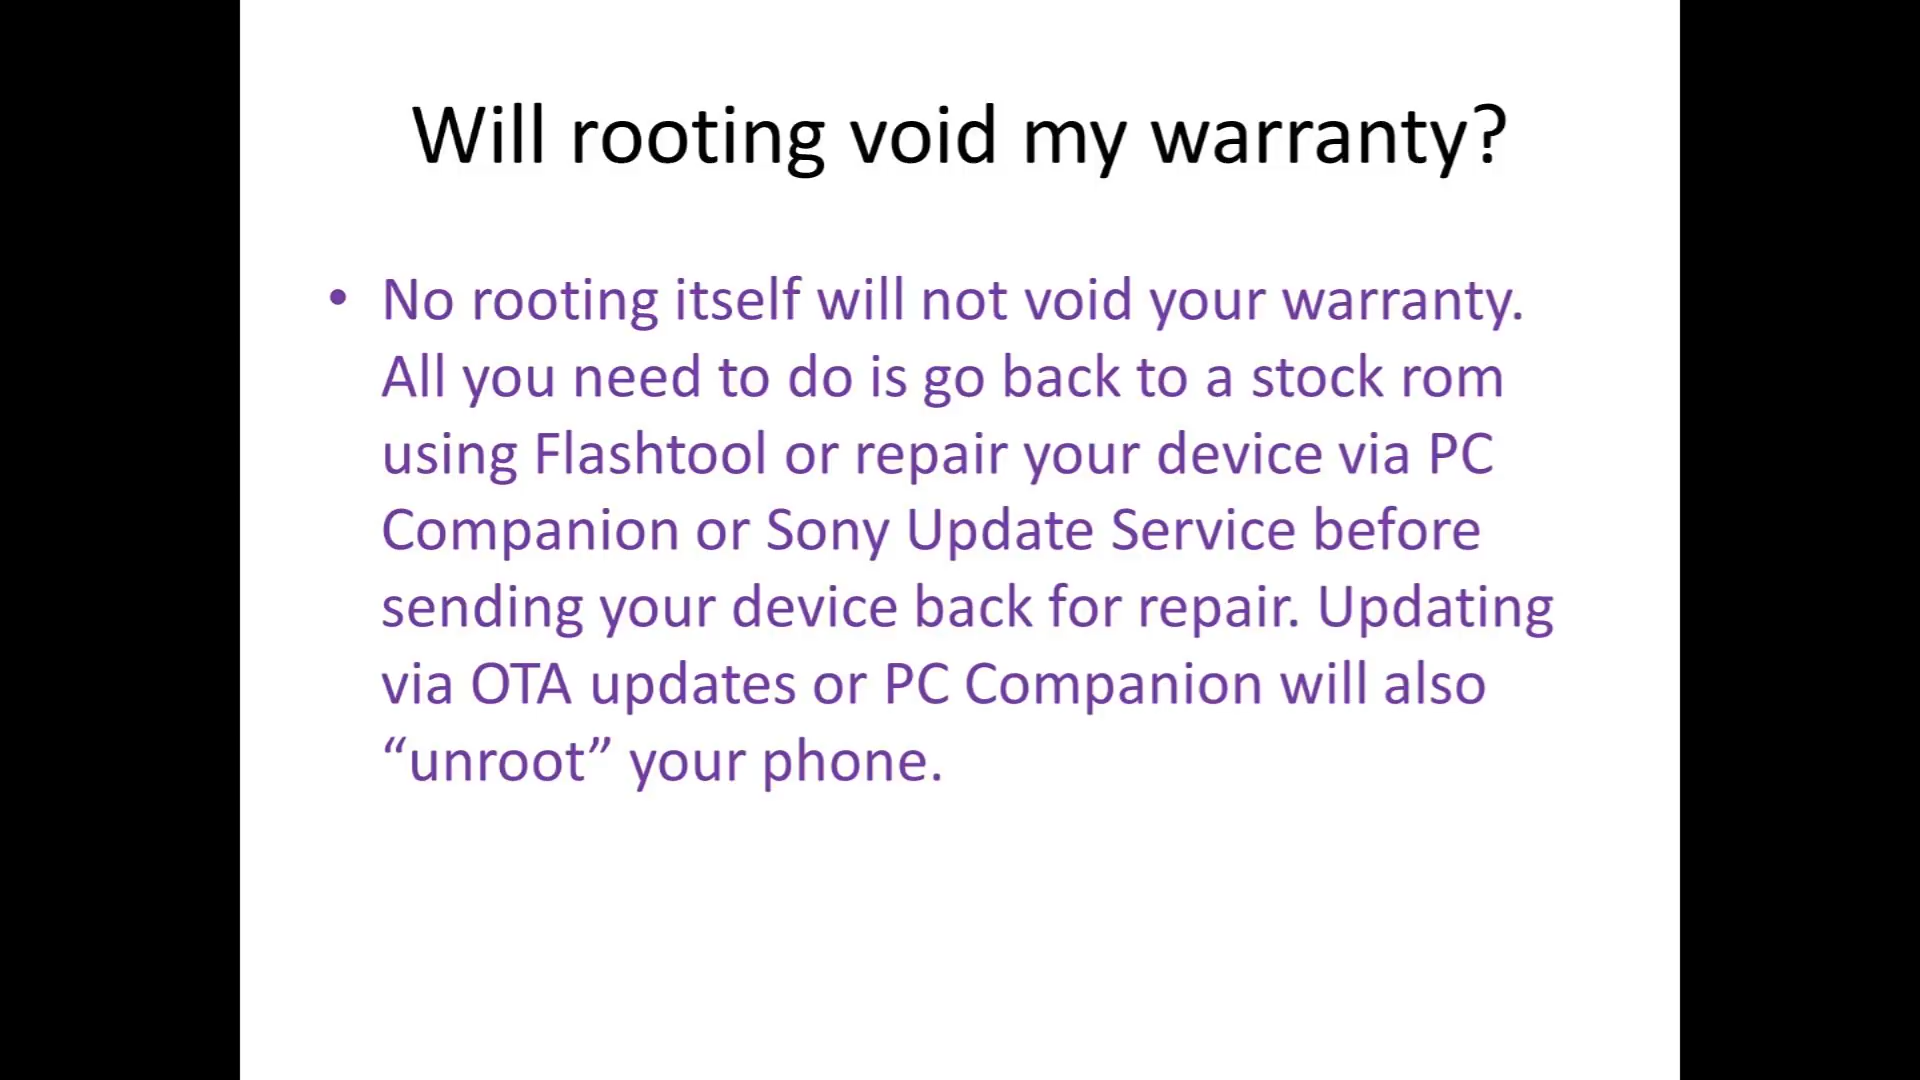 Will rooting void my warranty?
• No rooting itself will not void your warranty.
All you need to do is go back to a stock rom
using Flashtool or repair your device via PC
Companion or Sony Update Service before
sending your device back for repair. Updating
via OTA updates or PC Companion will also
“unroot” your phone.